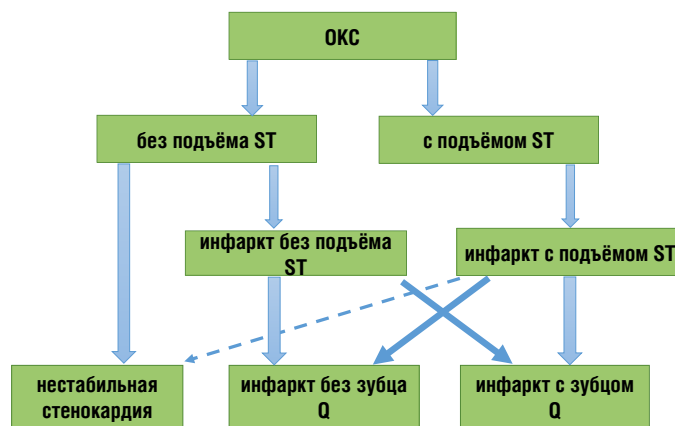 ОКС
без подъёма ST
с подъёмом ST
инфаркт без подъёма
ST
инфаркт с подъёмом ST
нестабильная
стенокардия
инфаркт без зубца
Q
инфаркт с зубцом
Q